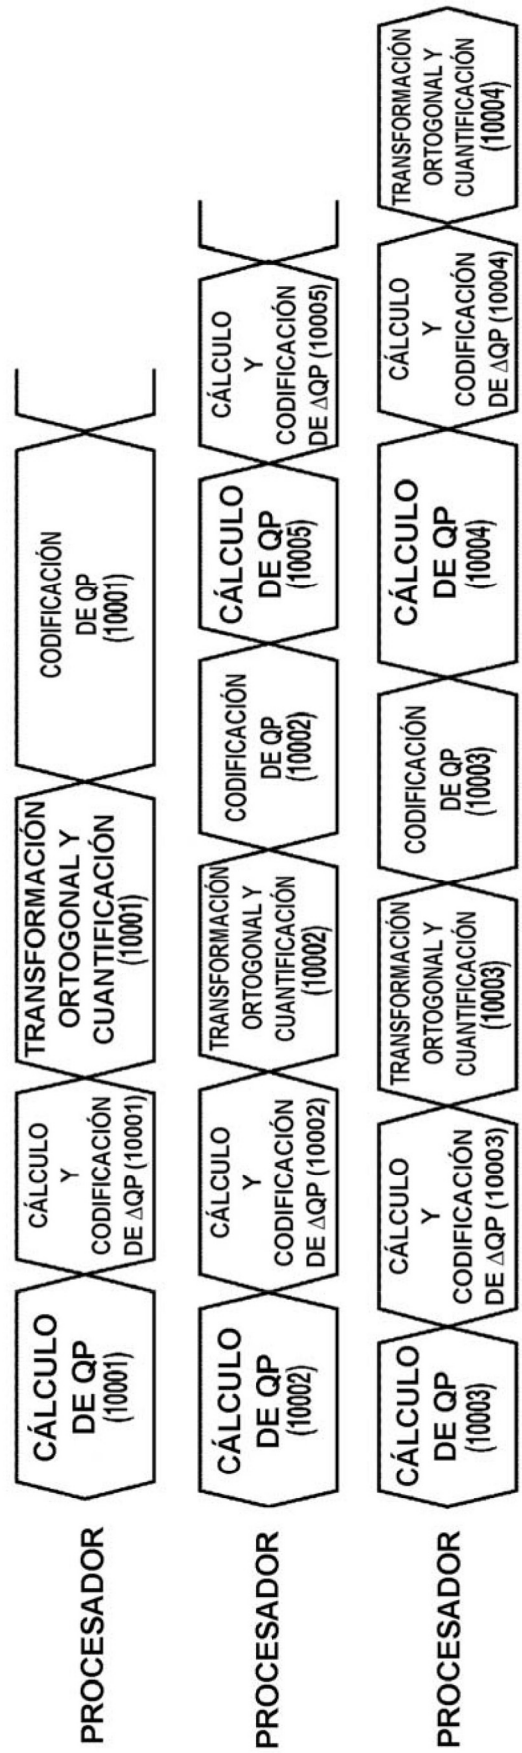 PROCESADOR
CÁLCULO
DE QP
(10001)
CÁLCULO
Y
CODIFICACIÓN
DE ΔQP (10001)
TRANSFORMACIÓN
ORTOGONAL Y
CUANTIFICACIÓN
(10001)
CODIFICACIÓN
DE QP
(10001)
PROCESADOR
CÁLCULO
DE QP
(10002)
CÁLCULO
Y
CODIFICACIÓN
DE ΔQP (10002)
TRANSFORMACIÓN
ORTOGONAL Y
CUANTIFICACIÓN
(10002)
CODIFICACIÓN
DE QP
(10002)
CÁLCULO
DE QP
(10005)
CÁLCULO
Y
CODIFICACIÓN
DE ΔQP (10005)
PROCESADOR
CÁLCULO
DE QP
(10003)
CÁLCULO
Y
CODIFICACIÓN
DE ΔQP (10003)
TRANSFORMACIÓN
ORTOGONAL Y
CUANTIFICACIÓN
(10003)
CODIFICACIÓN
DE QP
(10003)
CÁLCULO
DE QP
(10004)
CÁLCULO
Y
CODIFICACIÓN
DE ΔQP (10004)
TRANSFORMACIÓN
ORTOGONAL Y
CUANTIFICACIÓN
(10004)